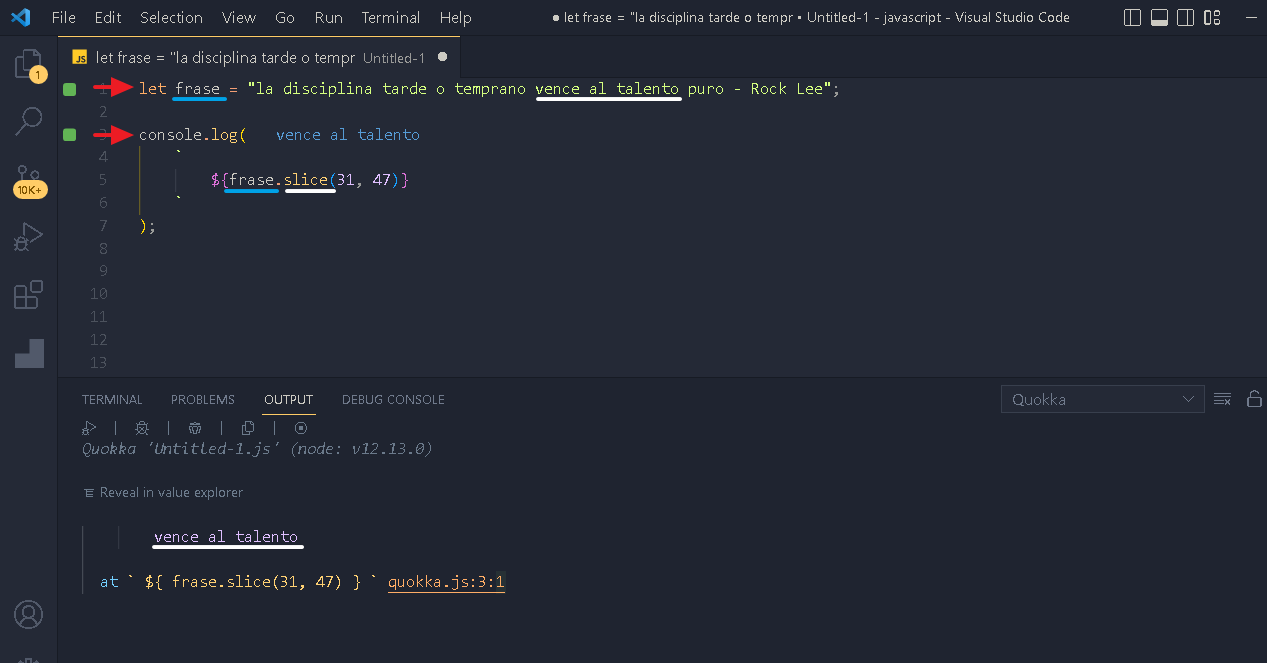 File Edit Selection View Go Run Terminal Help ● let frase = "la disciplina tarde o tempr • Untitled-1 - javascript - Visual Studio Code
JS let frase = "la disciplina tarde o tempr Untitled-1 ●
1
1 let frase = "la disciplina tarde o temprano vence al talento puro - Rock Lee";
2
3 console.log( vence al talento
4 `
5 ${frase.slice(31, 47)}
10K+
6 `
7 );
8
9
10
11
12
13
TERMINAL PROBLEMS OUTPUT DEBUG CONSOLE Quokka
Quokka 'Untitled-1.js' (node: v12.13.0)
Reveal in value explorer
vence al talento
at ` ${ frase.slice(31, 47) } ` quokka.js:3:1